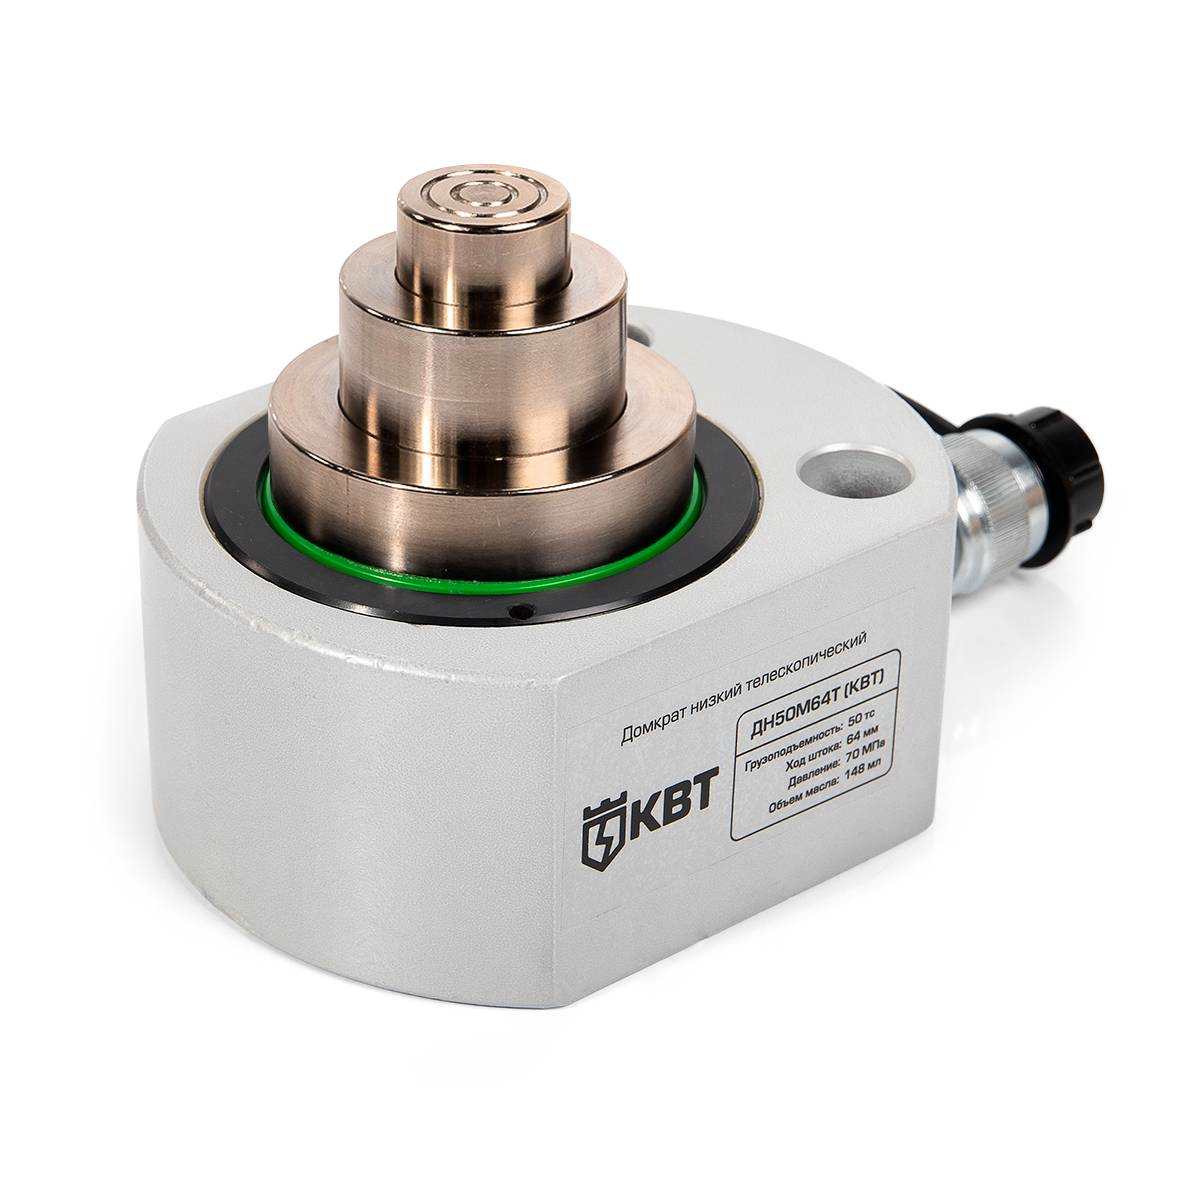 Домкрат низкий телескопический
ДН50М64Т (КВТ)
Грузоподъемность: 50 тс
Ход штока: 64 мм
Давление: 70 МПа
Объем масла: 148 мл
КВТ